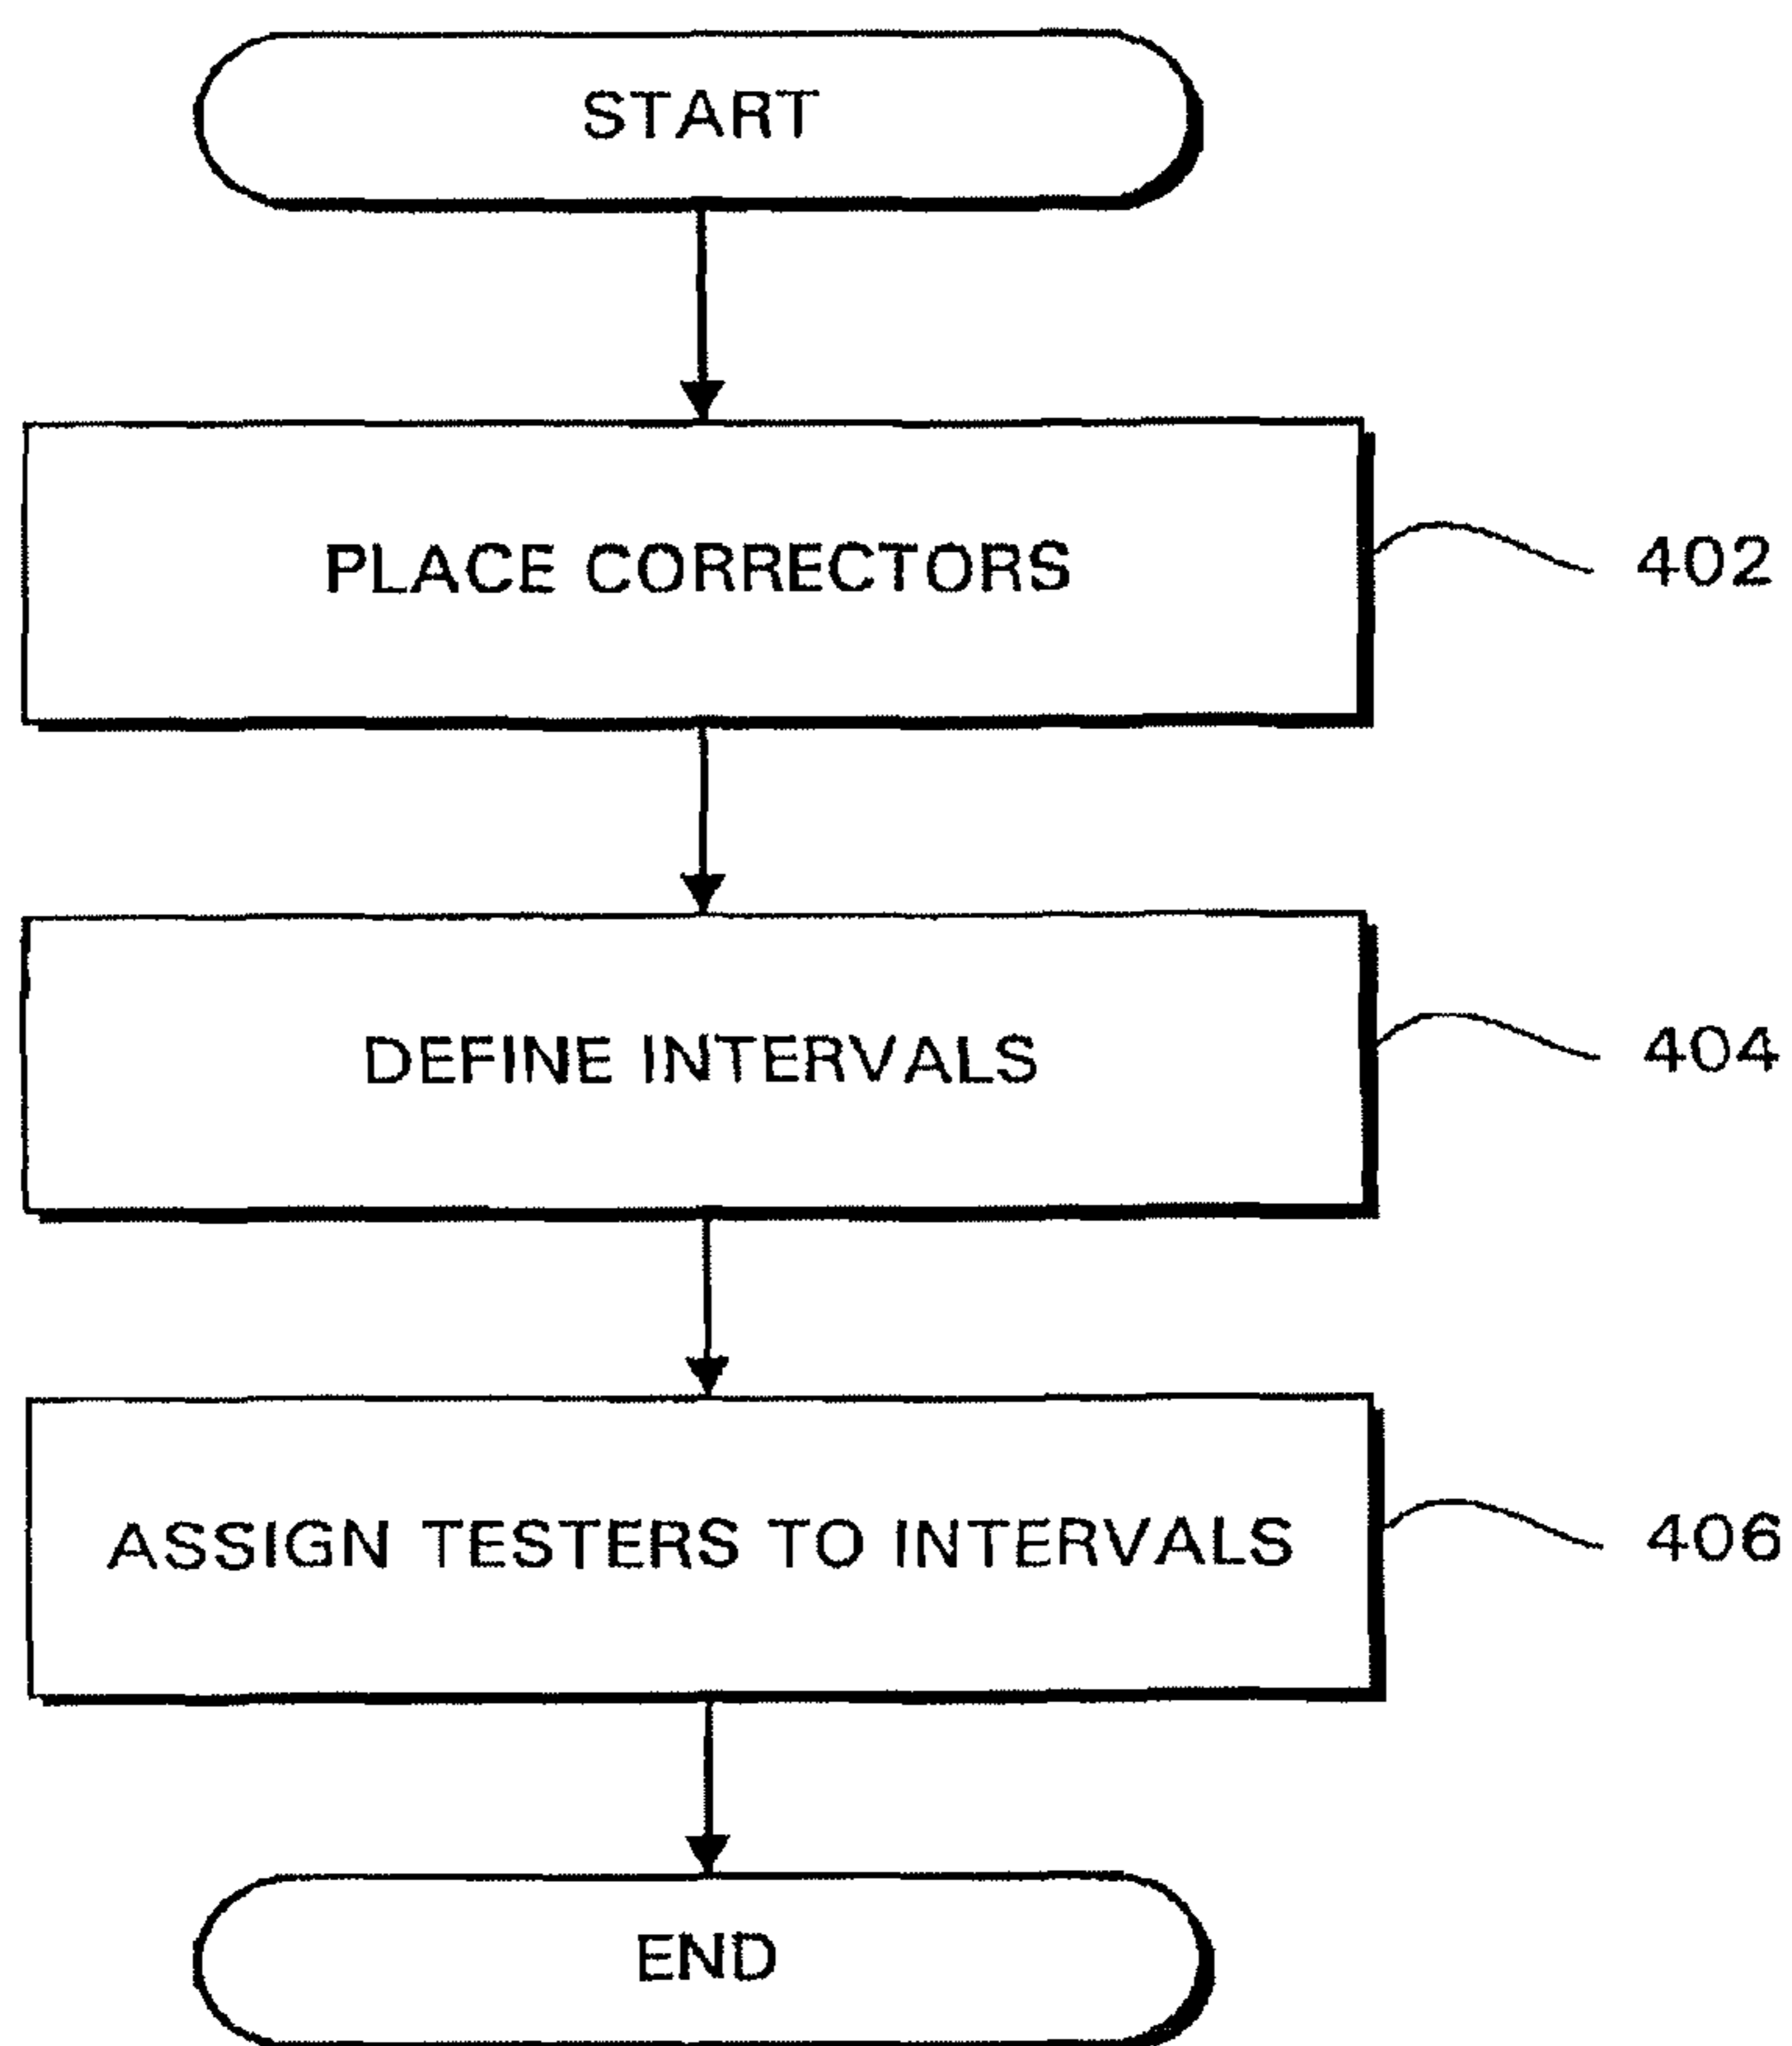 START
PLACE CORRECTORS
402
DEFINE INTERVALS
404
ASSIGN TESTERS TO INTERVALS
406
END